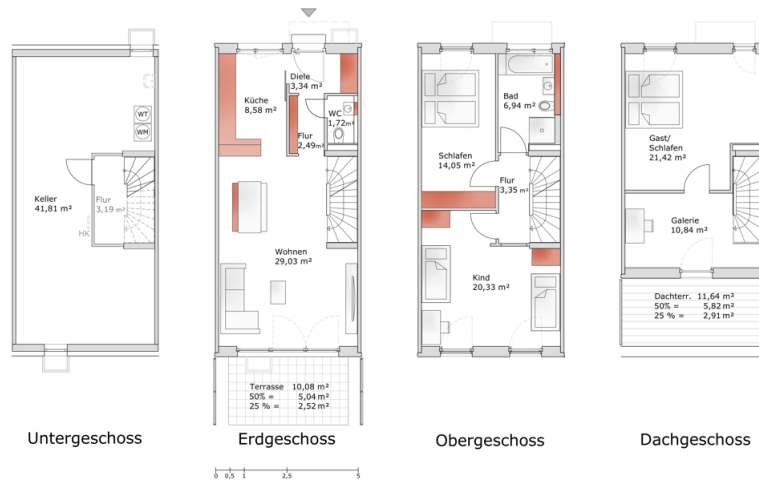 WT
WM
Keller
41,81 m²
Flur
3,19 m²
HK
Untergeschoss
Diele
3,34 m²
Küche
8,58 m²
WC
1,72m²
Flur
2,49m²
Wohnen
29,03 m²
Terrasse 10,08 m²
50% = 5,04 m²
25 % = 2,52 m²
Erdgeschoss
0 0,5 1 2,5 5
Bad
6,94 m²
Schlafen
14,05 m²
Flur
3,35 m²
Kind
20,33 m²
Obergeschoss
Gast/
Schlafen
21,42 m²
Galerie
10,84 m²
Dachterr. 11,64 m²
50% = 5,82 m²
25 % = 2,91 m²
Dachgeschoss